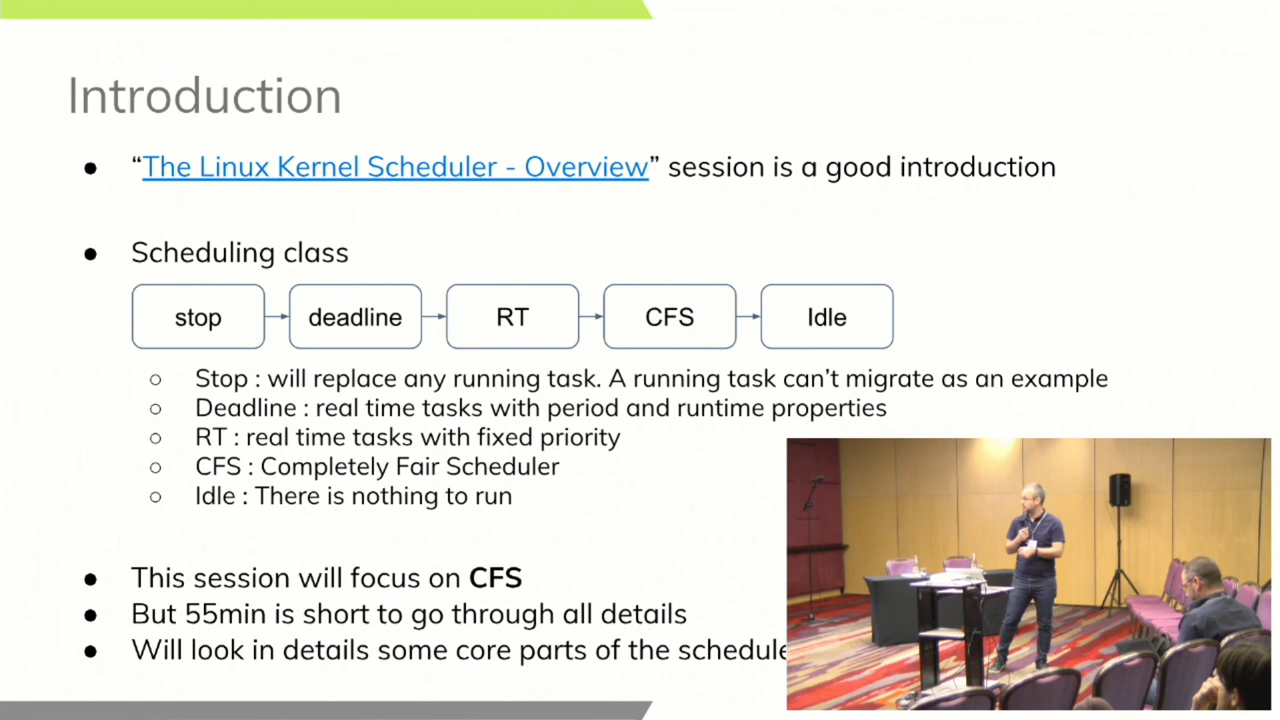 Introduction
● “The Linux Kernel Scheduler - Overview” session is a good introduction
● Scheduling class
stop deadline RT CFS Idle
○ Stop : will replace any running task. A running task can’t migrate as an example
○ Deadline : real time tasks with period and runtime properties
○ RT : real time tasks with fixed priority
○ CFS : Completely Fair Scheduler
○ Idle : There is nothing to run
● This session will focus on CFS
● But 55min is short to go through all details
● Will look in details some core parts of the schedule